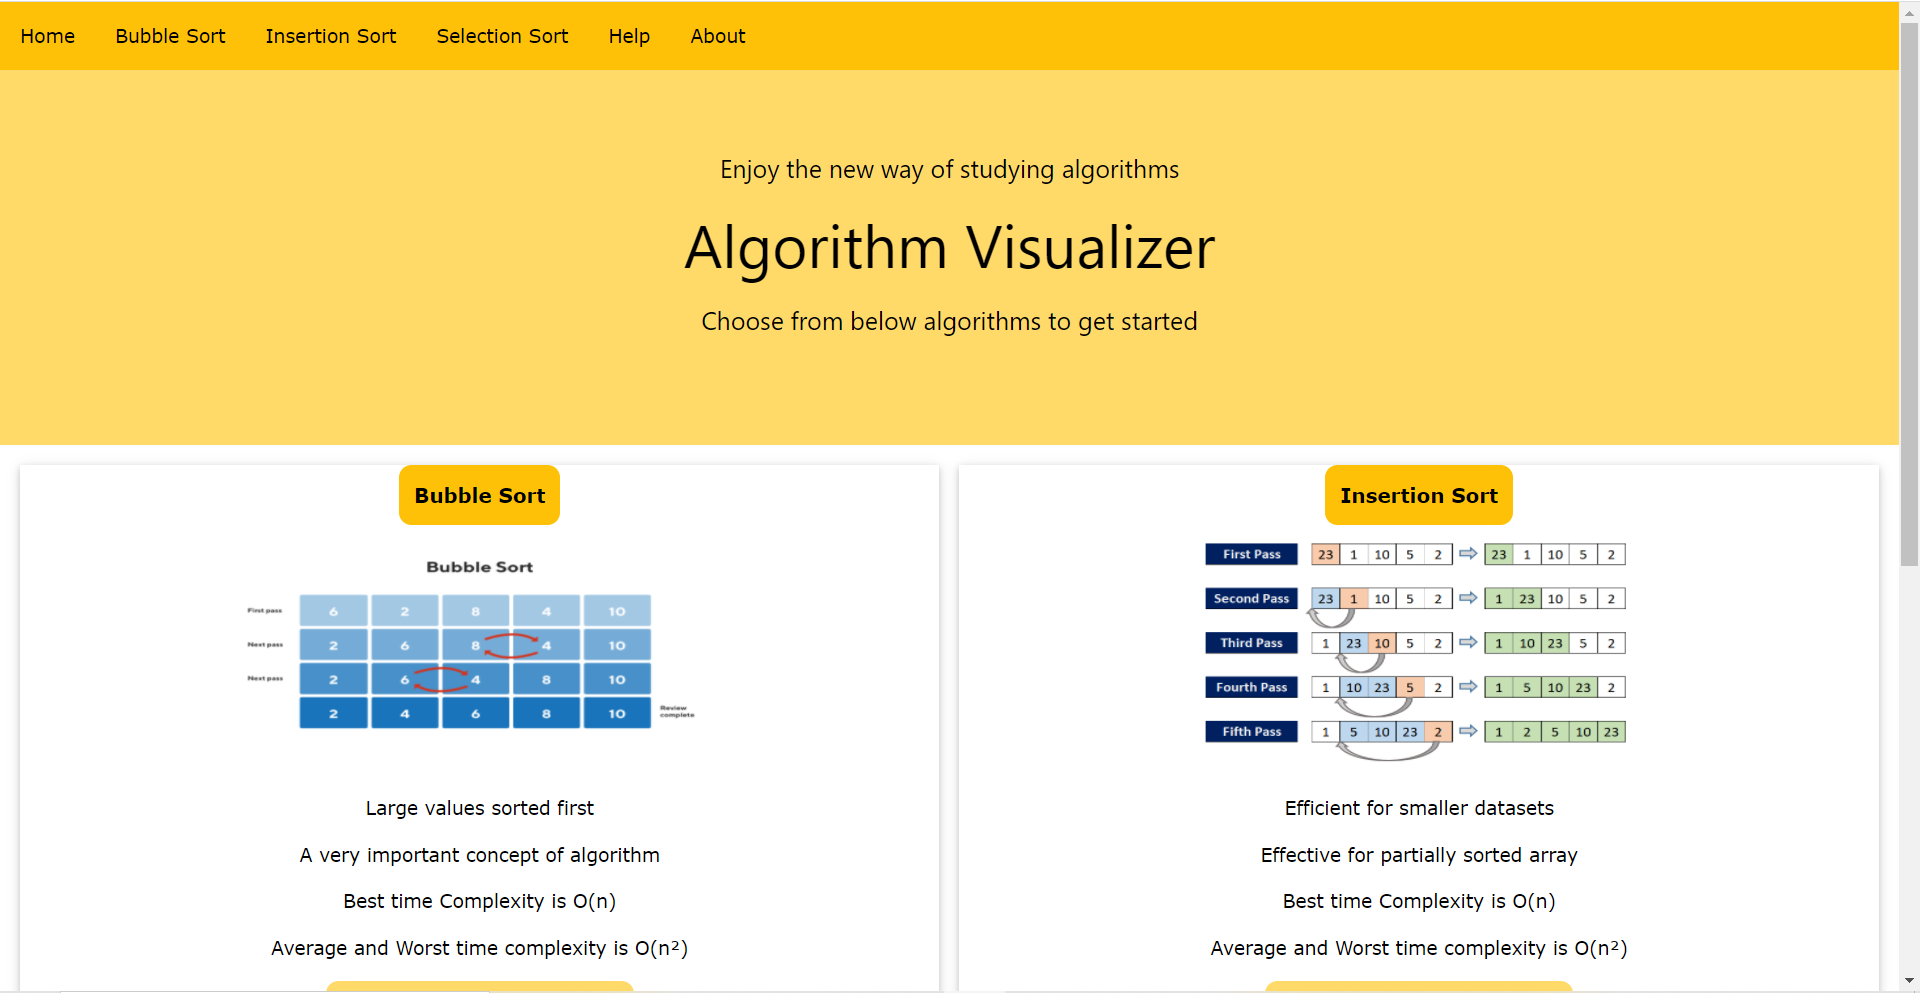 Home Bubble Sort Insertion Sort Selection Sort Help About
Enjoy the new way of studying algorithms
Algorithm Visualizer
Choose from below algorithms to get started
Bubble Sort
Bubble Sort
First pass 6 2 8 4 10
Next pass 2 6 8 4 10
Next pass 2 6 4 8 10
2 4 6 8 10 Review
complete
Large values sorted first
A very important concept of algorithm
Best time Complexity is O(n)
Average and Worst time complexity is O(n²)
Insertion Sort
First Pass 23 1 10 5 2 23 1 10 5 2
Second Pass 23 1 10 5 2 1 23 10 5 2
Third Pass 1 23 10 5 2 1 10 23 5 2
Fourth Pass 1 10 23 5 2 1 5 10 23 2
Fifth Pass 1 5 10 23 2 1 2 5 10 23
Efficient for smaller datasets
Effective for partially sorted array
Best time Complexity is O(n)
Average and Worst time complexity is O(n²)